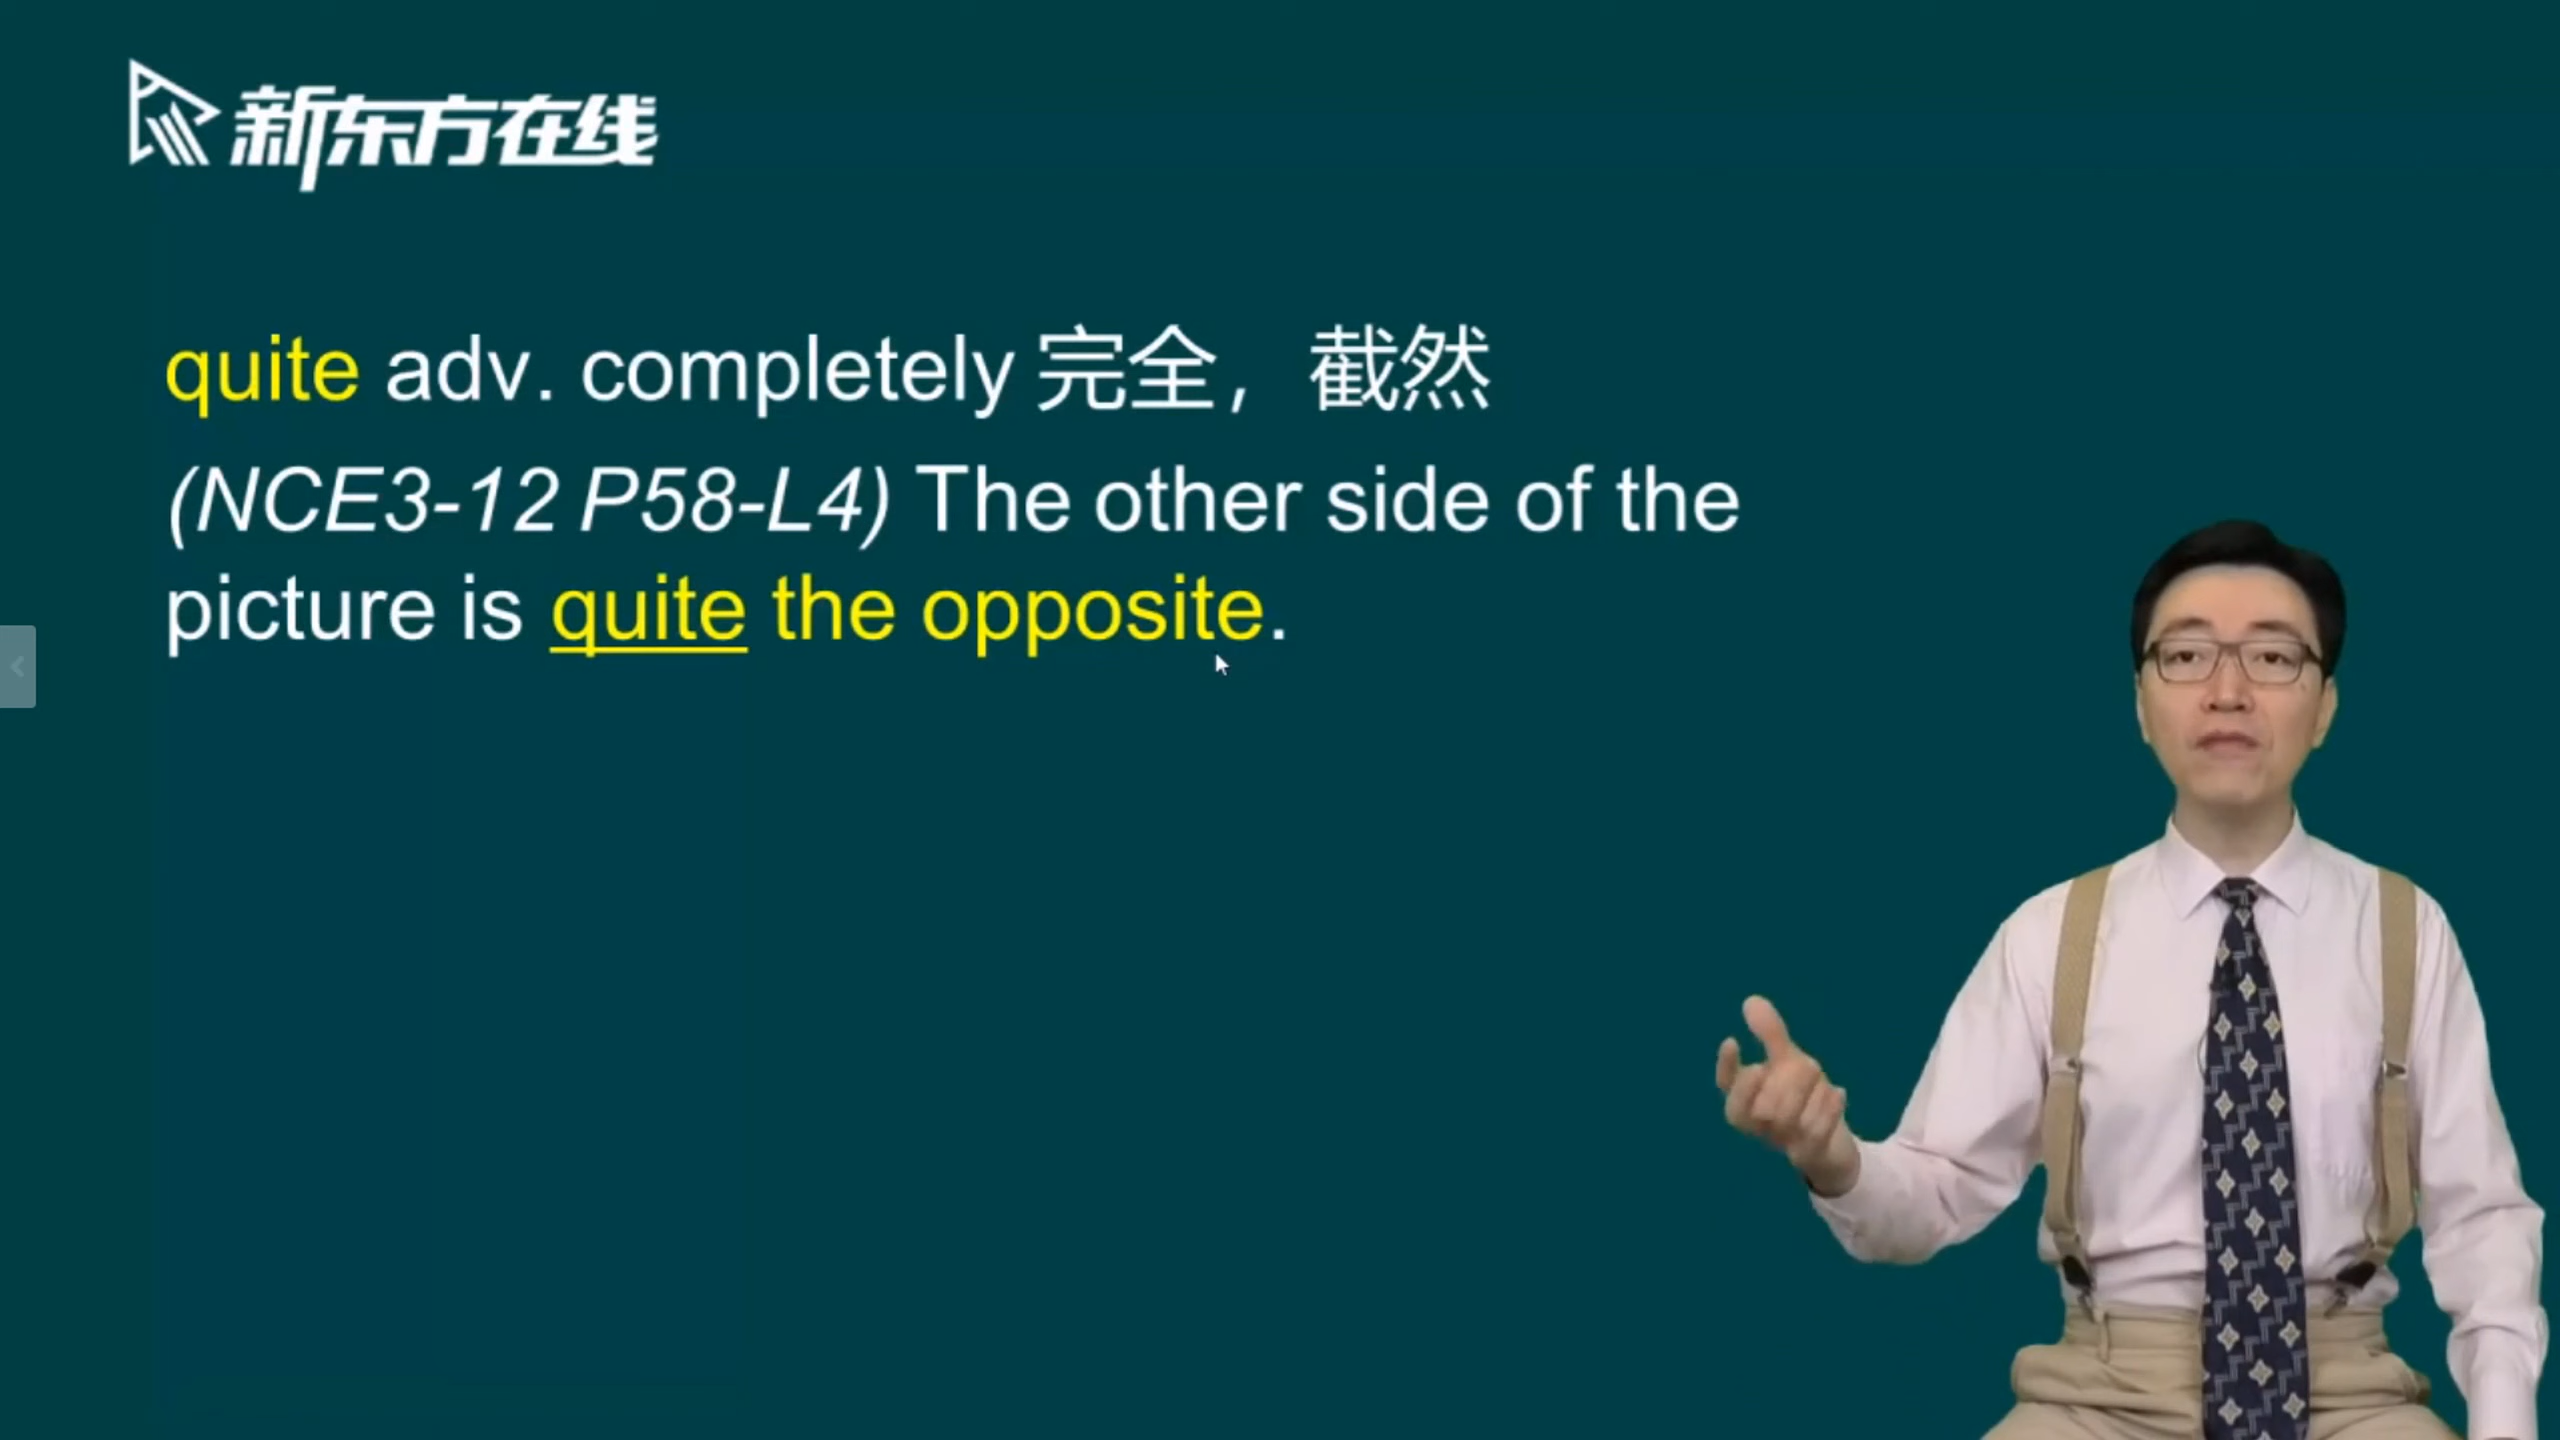 新东方在线
quite adv. completely 完全，截然
(NCE3-12 P58-L4) The other side of the
picture is quite the opposite.